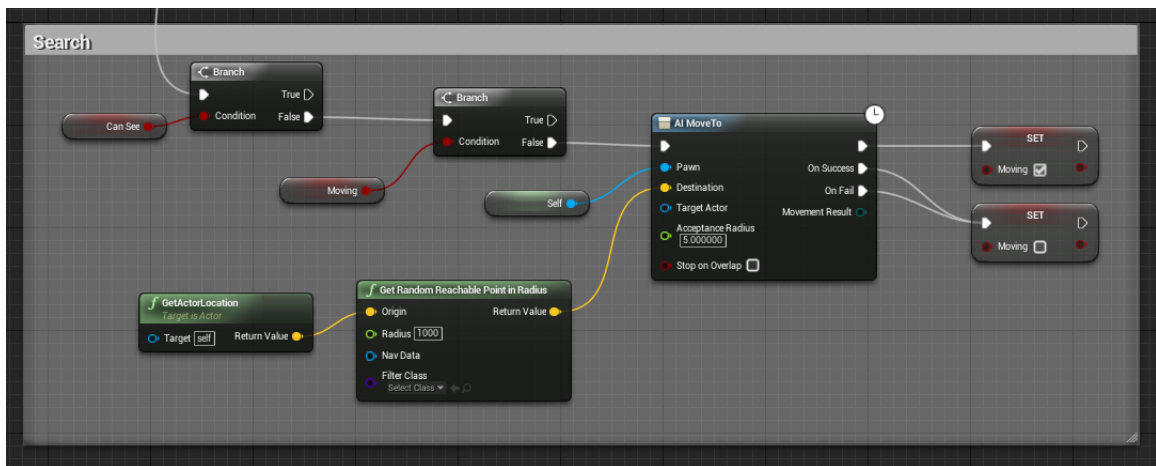 Search
Branch
True
Condition
False
Can See
Branch
True
Condition
False
Moving
Self
AI MoveTo
Pawn
On Success
Destination
On Fail
Target Actor
Movement Result
Acceptance Radius
5.000000
Stop on Overlap
SET
Moving
SET
Moving
GetActorLocation
Target is Actor
Target self
Return Value
Get Random Reachable Point in Radius
Origin
Return Value
Radius 1000
Nav Data
Filter Class
Select Class